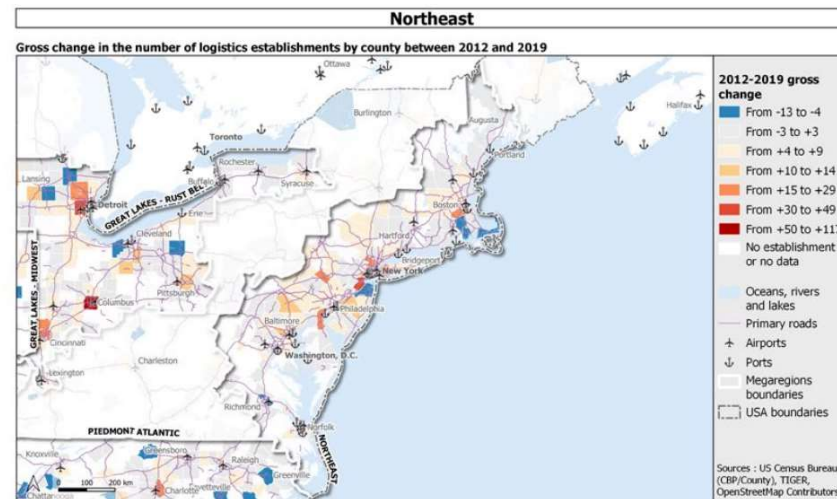 Northeast
Gross change in the number of logistics establishments by county between 2012 and 2019
Ottawa
Burlington
Halifax
Augusta
Toronto
Portland
Rochester
Lansing
Buffalo
Syracuse
Boston
Detroit
GREAT LAKES - RUST BEL
Erie
Hartford
Cleveland
Bridgeport
New York
GREAT LAKES - MIDWEST
Pittsburgh
Columbus
Philadelphia
Baltimore
Cincinnati
Washington, D.C.
Charleston
Lexington
Richmond
PIEDMONT ATLANTIC
Norfolk
NORTHEAST
Knoxville
Greensboro
Raleigh
Greenville
Fayetteville
Charlotte
0 100 200 km
2012-2019 gross
change
From -13 to -4
From -3 to +3
From +4 to +9
From +10 to +14
From +15 to +29
From +30 to +49
From +50 to +117
No establishment
or no data
Oceans, rivers
and lakes
Primary roads
Airports
Ports
Megaregions
boundaries
USA boundaries
Sources : US Census Bureau
(CBP/County), TIGER,
OpenStreetMap Contributors